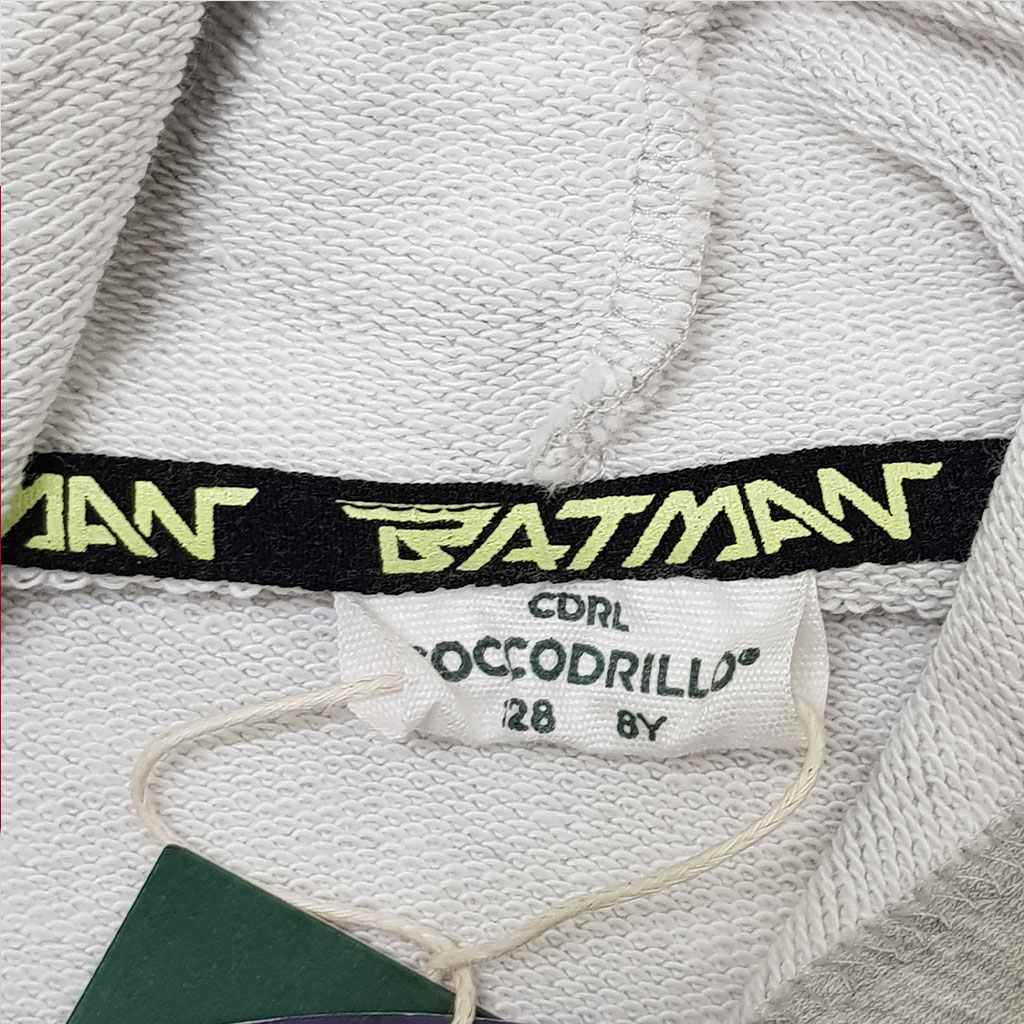 MAN BATMAN
CDRL
COCCODRILLO®
128 8Y